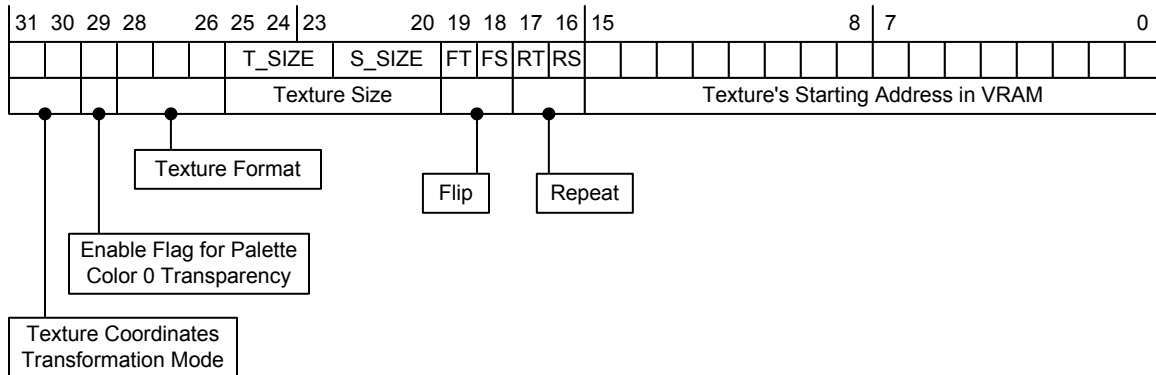 31 30 29 28 26 25 24 23 20 19 18 17 16 15 8 7 0
T_SIZE S_SIZE FT FS RT RS
Texture Size Texture's Starting Address in VRAM
Texture Format
Flip Repeat
Enable Flag for Palette
Color 0 Transparency
Texture Coordinates
Transformation Mode